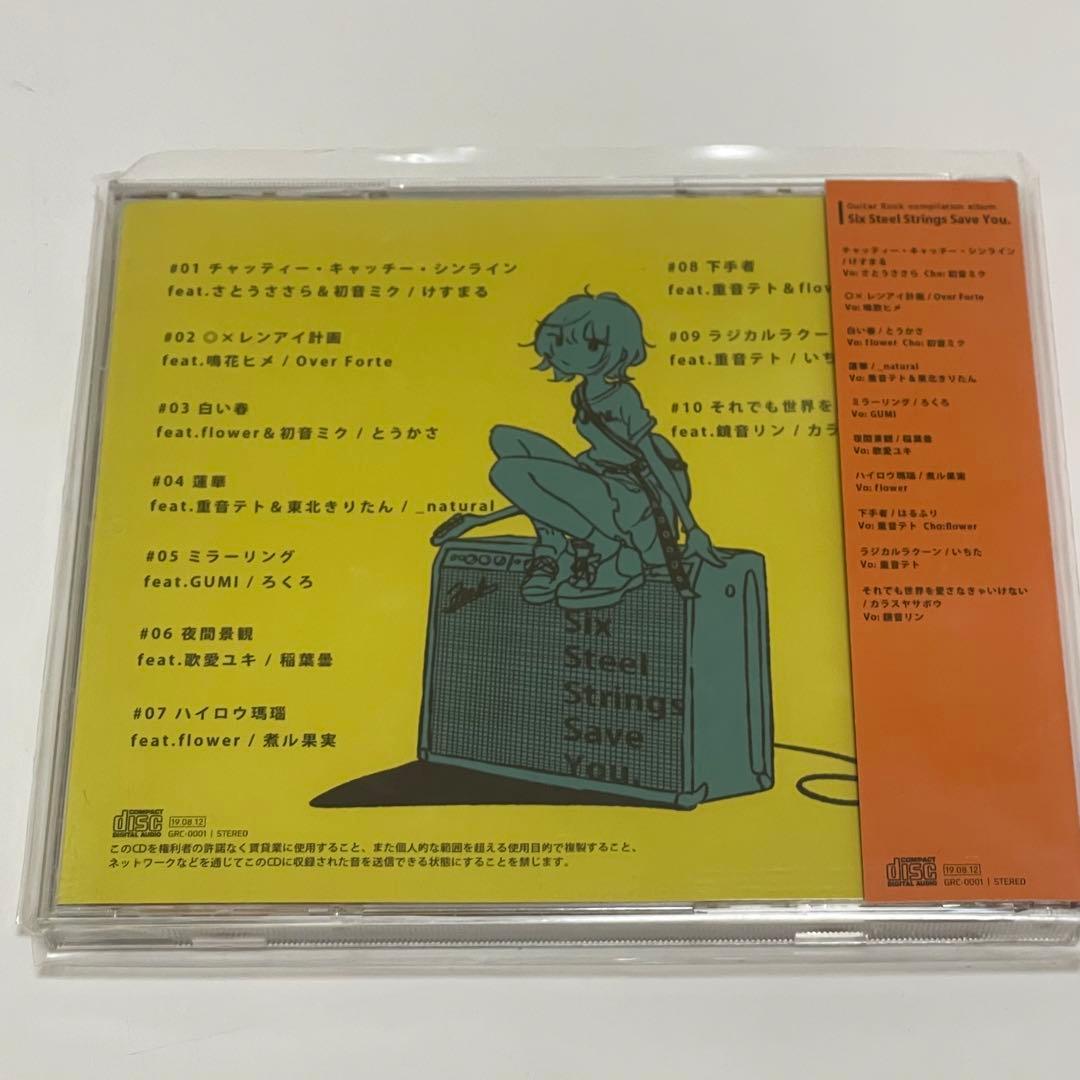 #01 チャッティー・キャッチー・シンライン
feat.さとうささら&初音ミク / けすまる
#02 ◎×レンアイ計画
feat.鳴花ヒメ / Over Forte
#03 白い春
feat.flower&初音ミク / とうかさ
#04 蓮華
feat.重音テト&東北きりたん / _natural
#05 ミラーリング
feat.GUMI / ろくろ
#06 夜間景観
feat.歌愛ユキ / 稲葉曇
#07 ハイロウ瑪瑙
feat.flower / 煮ル果実
#08 下手者
feat.重音テト&flow
#09 ラジカルラクーン
feat.重音テト / いち
#10 それでも世界を
feat.鏡音リン / カラ
Six
Steel
Strings
Save
You.
COMPACT
disc
DIGITAL AUDIO
19.08.12
GRC-0001 | STEREO
このCDを権利者の許諾なく賃貸業に使用すること、また個人的な範囲を超える使用目的で複製すること、
ネットワークなどを通じてこのCDに収録された音を送信できる状態にすることを禁じます。
Guitar Rock compilation album
Six Steel Strings Save You.
チャッティー・キャッチー・シンライン
/ けすまる
Vo: さとうささら Cho: 初音ミク
◎× レンアイ計画 / Over Forte
Vo: 鳴花ヒメ
白い春 / とうかさ
Vo: flower Cho: 初音ミク
蓮華 / _natural
Vo: 重音テト&東北きりたん
ミラーリング / ろくろ
Vo: GUMI
夜間景観 / 稲葉曇
Vo: 歌愛ユキ
ハイロウ瑪瑙 / 煮ル果実
Vo: flower
下手者 / はるふり
Vo: 重音テト Cho:flower
ラジカルラクーン / いちた
Vo: 重音テト
それでも世界を愛さなきゃいけない
/ カラスヤサボウ
Vo: 鏡音リン
COMPACT
disc
DIGITAL AUDIO
19.08.12
GRC-0001 | STEREO